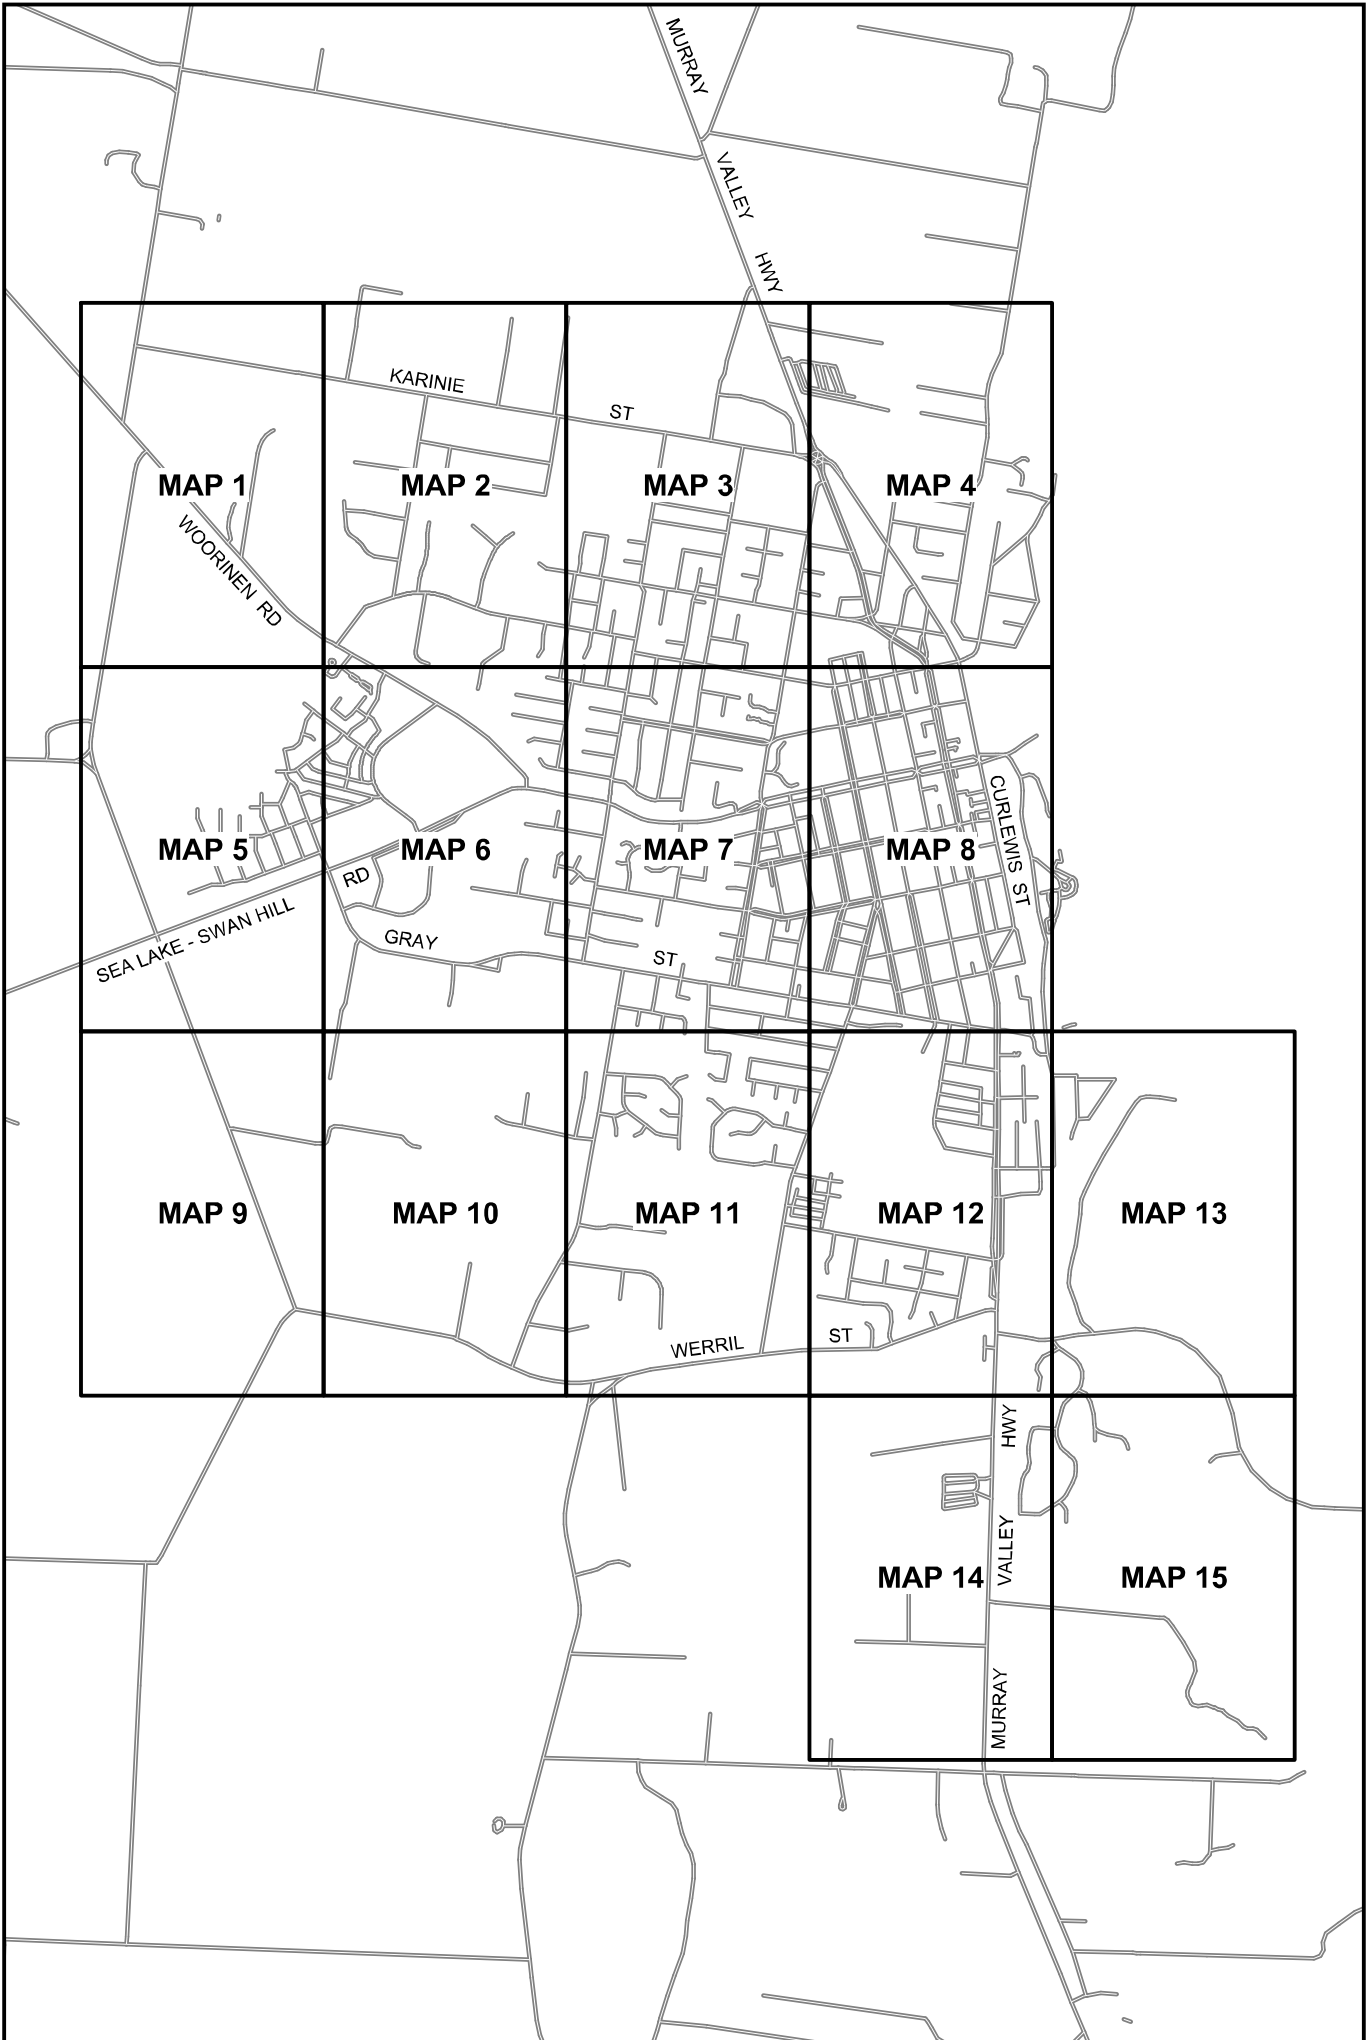 MURRAY
VALLEY
HWY
KARINIE
ST
MAP 1
MAP 2
MAP 3
MAP 4
WOORINEN RD
CURLEWIS ST
MAP 5
MAP 6
MAP 7
MAP 8
SEA LAKE - SWAN HILL
RD
GRAY
ST
MAP 9
MAP 10
MAP 11
MAP 12
MAP 13
WERRIL
ST
HWY
VALLEY
MURRAY
MAP 14
MAP 15